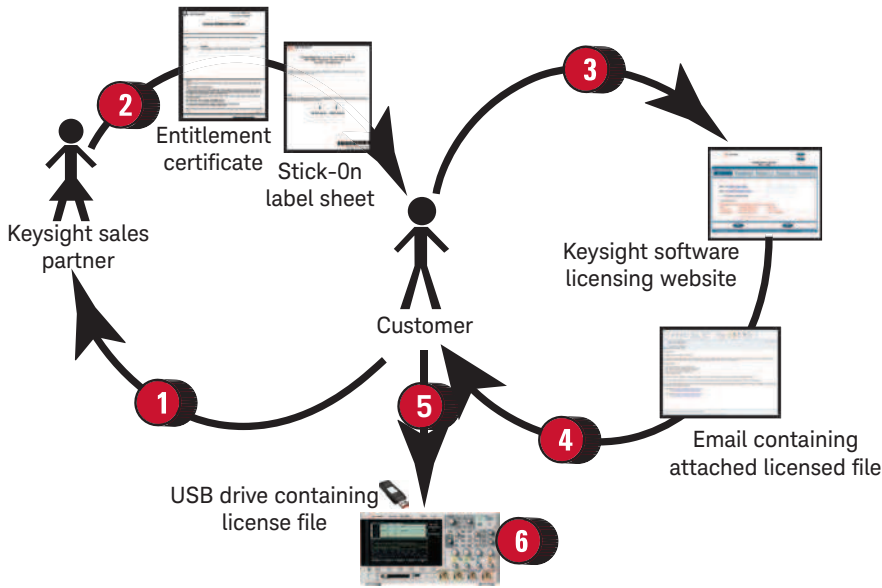 3
2
Entitlement
certificate
Stick-On
label sheet
Keysight sales
partner
Keysight software
licensing website
Customer
1
5
4
Email containing
attached licensed file
USB drive containing
license file
6